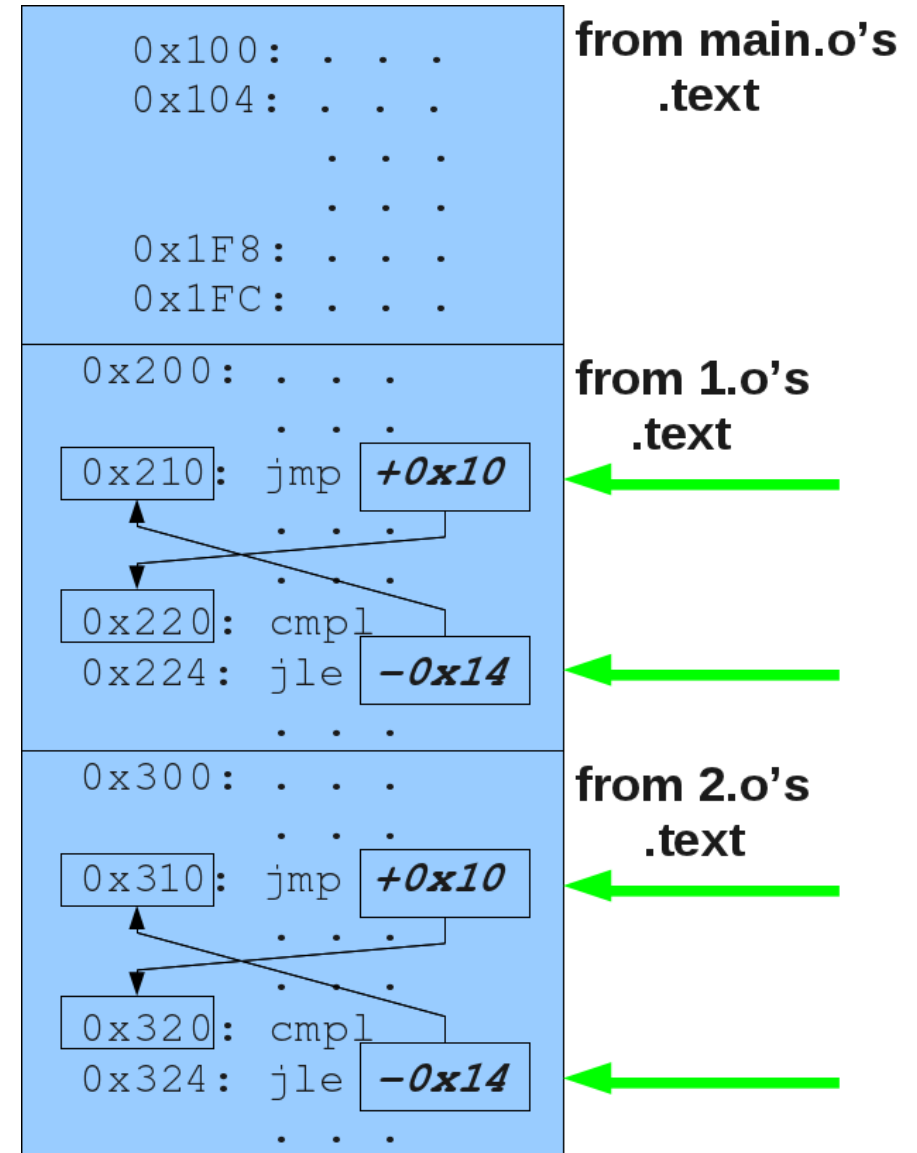 0x100: . . .
from main.o's
.text
0x104: . . .
. . .
. . .
0x1F8: . . .
0x1FC: . . .
0x200: . . .
from 1.o's
.text
. . .
0x210: jmp +0x10
. . .
. . .
0x220: cmpl
0x224: jle -0x14
. . .
0x300: . . .
from 2.o's
.text
. . .
0x310: jmp +0x10
. . .
. . .
0x320: cmpl
0x324: jle -0x14
. . .